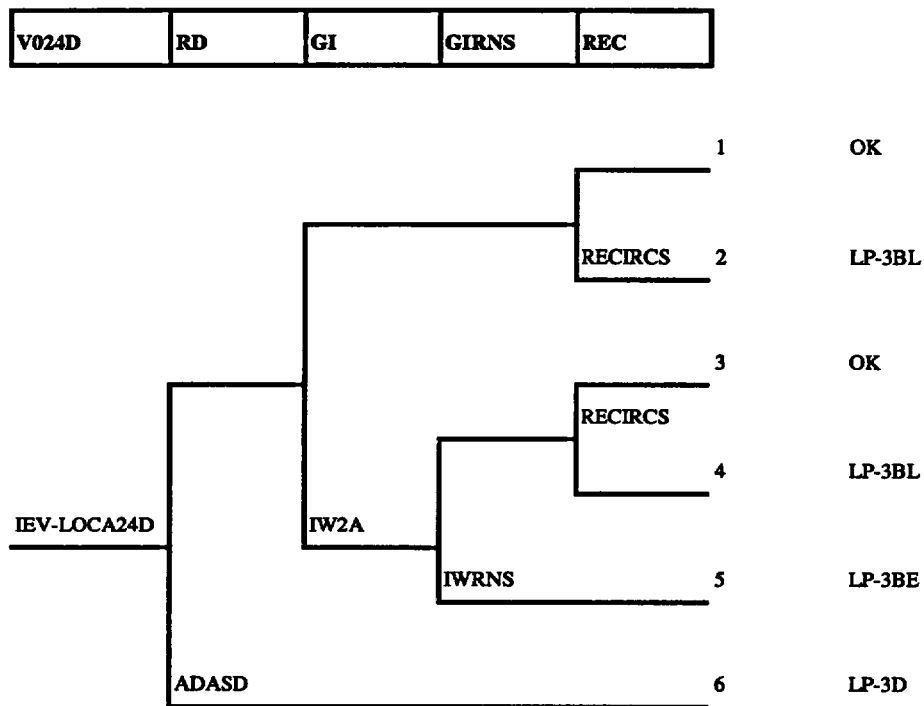 V024D RD GI GIRNS REC
1 OK
RECIRCS 2 LP-3BL
3 OK
RECIRCS
4 LP-3BL
IEV-LOCA24D IW2A
IWRNS 5 LP-3BE
ADASD 6 LP-3D